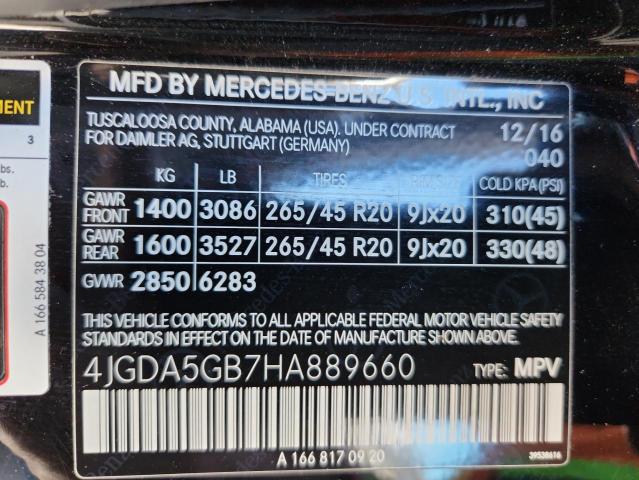 MFD BY MERCEDES-BENZ U.S. INTL., INC
TUSCALOOSA COUNTY, ALABAMA (USA). UNDER CONTRACT 12/16
FOR DAIMLER AG, STUTTGART (GERMANY) 040
KG LB TIRES COLD KPA(PSI)
GAWR FRONT 1400 3086 265/45 R20 9Jx20 310(45)
GAWR REAR 1600 3527 265/45 R20 9Jx20 330(48)
GVWR 2850 6283
THIS VEHICLE CONFORMS TO ALL APPLICABLE FEDERAL MOTOR VEHICLE SAFETY
STANDARDS IN EFFECT ON THE DATE OF MANUFACTURE SHOWN ABOVE.
4JGDA5GB7HA889660 TYPE: MPV
A 166 817 09 20
39538616
3
A 166 584 38 04